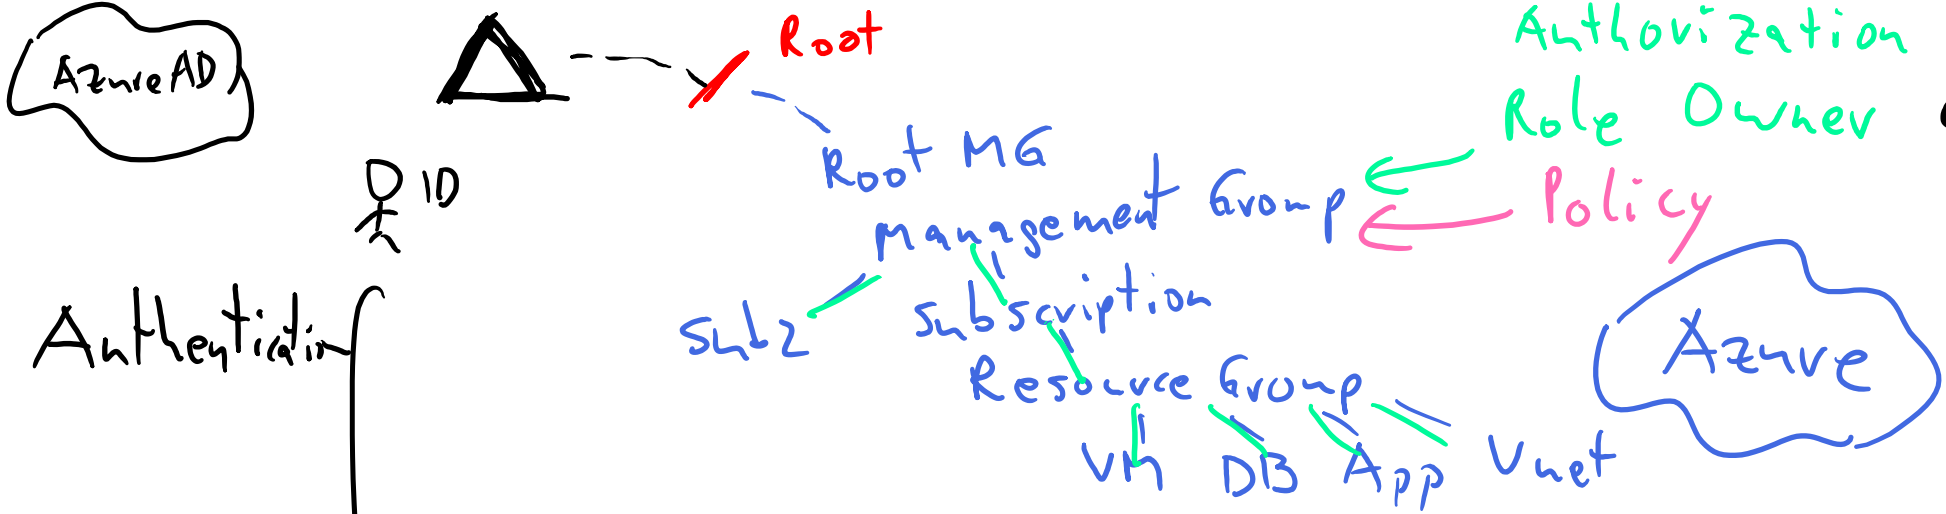 Azure AD
Root
Authorization
Role Owner
Root MG
ID
Management Group
Policy
Authentication
Sub2
Subscription
Azure
Resource Group
VM DB App Vnet